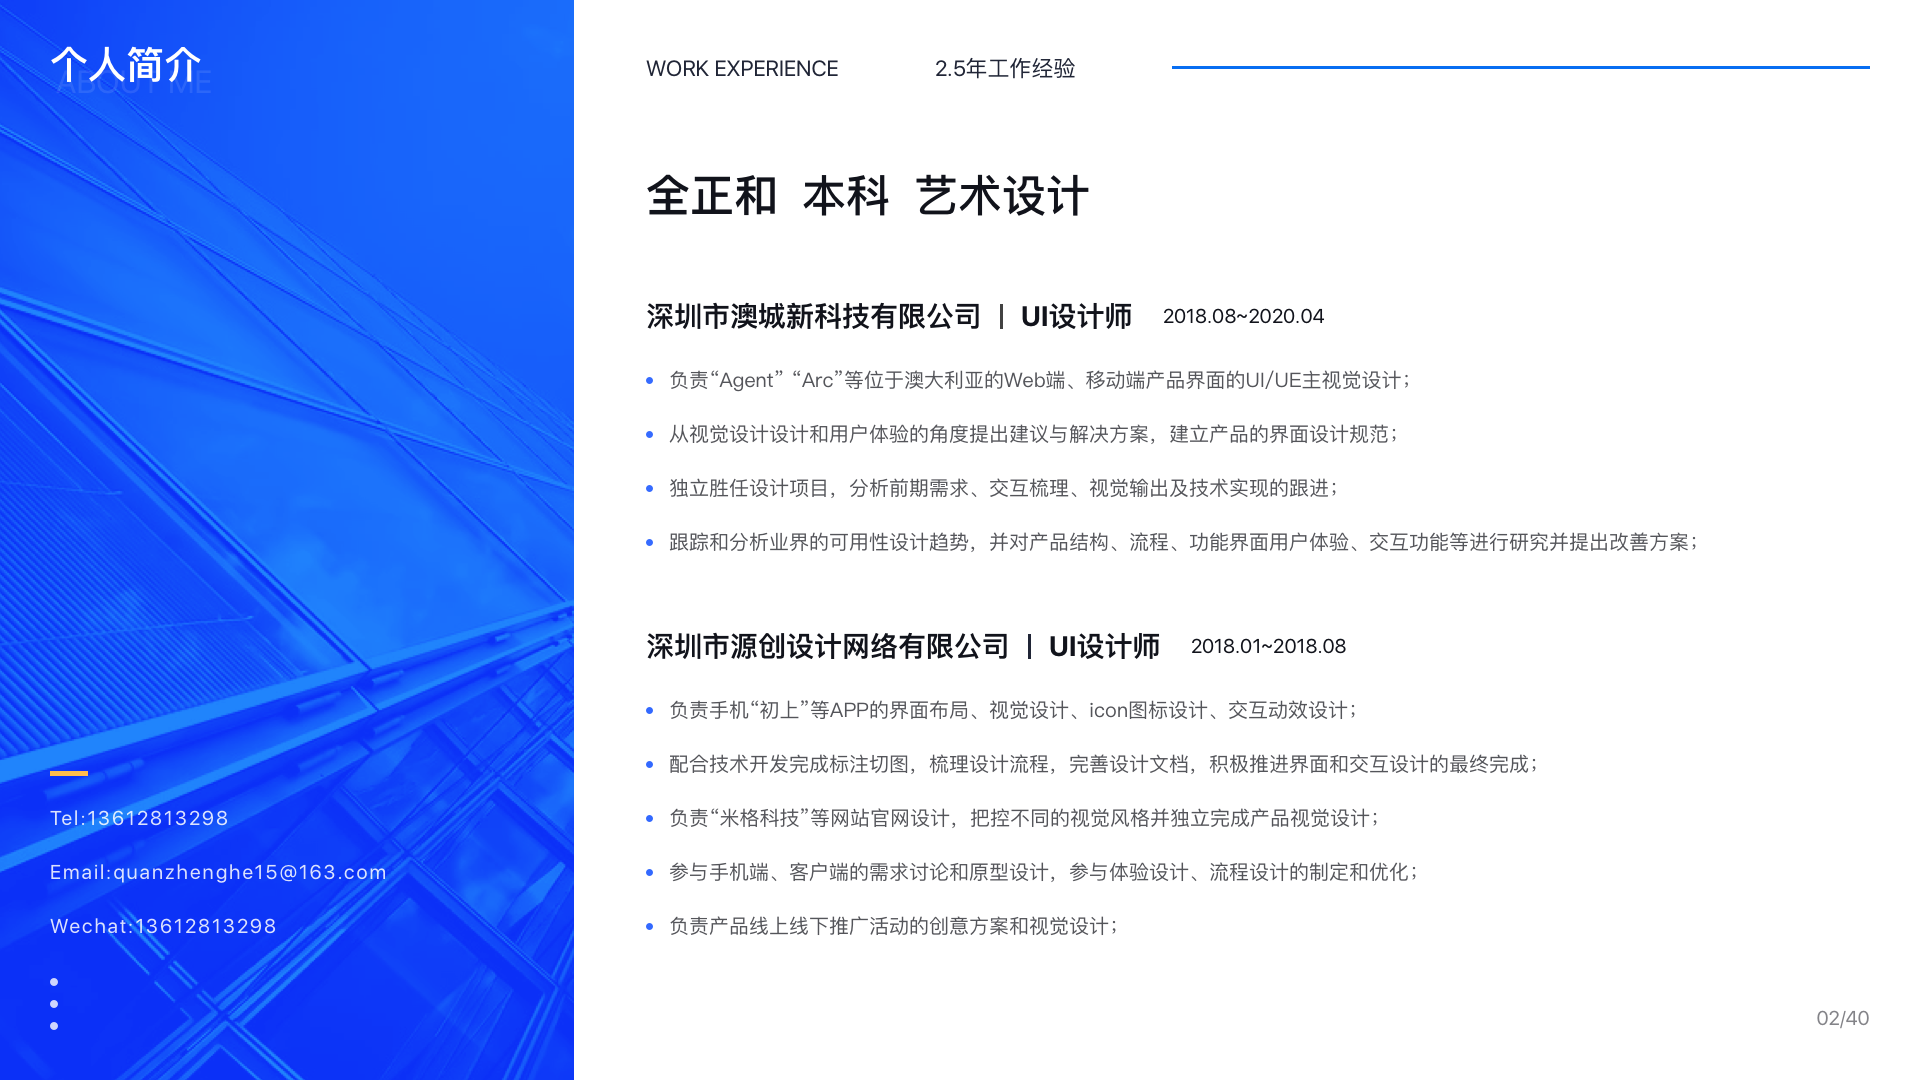 个人简介
ABOUT ME
Tel:13612813298
Email:quanzhenghe15@163.com
Wechat:13612813298
WORK EXPERIENCE 2.5年工作经验
全正和 本科 艺术设计
深圳市澳城新科技有限公司 | UI设计师 2018.08~2020.04
负责“Agent” “Arc”等位于澳大利亚的Web端、移动端产品界面的UI/UE主视觉设计；
从视觉设计设计和用户体验的角度提出建议与解决方案，建立产品的界面设计规范；
独立胜任设计项目，分析前期需求、交互梳理、视觉输出及技术实现的跟进；
跟踪和分析业界的可用性设计趋势，并对产品结构、流程、功能界面用户体验、交互功能等进行研究并提出改善方案；
深圳市源创设计网络有限公司 | UI设计师 2018.01~2018.08
负责手机“初上”等APP的界面布局、视觉设计、icon图标设计、交互动效设计；
配合技术开发完成标注切图，梳理设计流程，完善设计文档，积极推进界面和交互设计的最终完成；
负责“米格科技”等网站官网设计，把控不同的视觉风格并独立完成产品视觉设计；
参与手机端、客户端的需求讨论和原型设计，参与体验设计、流程设计的制定和优化；
负责产品线上线下推广活动的创意方案和视觉设计；
02/40